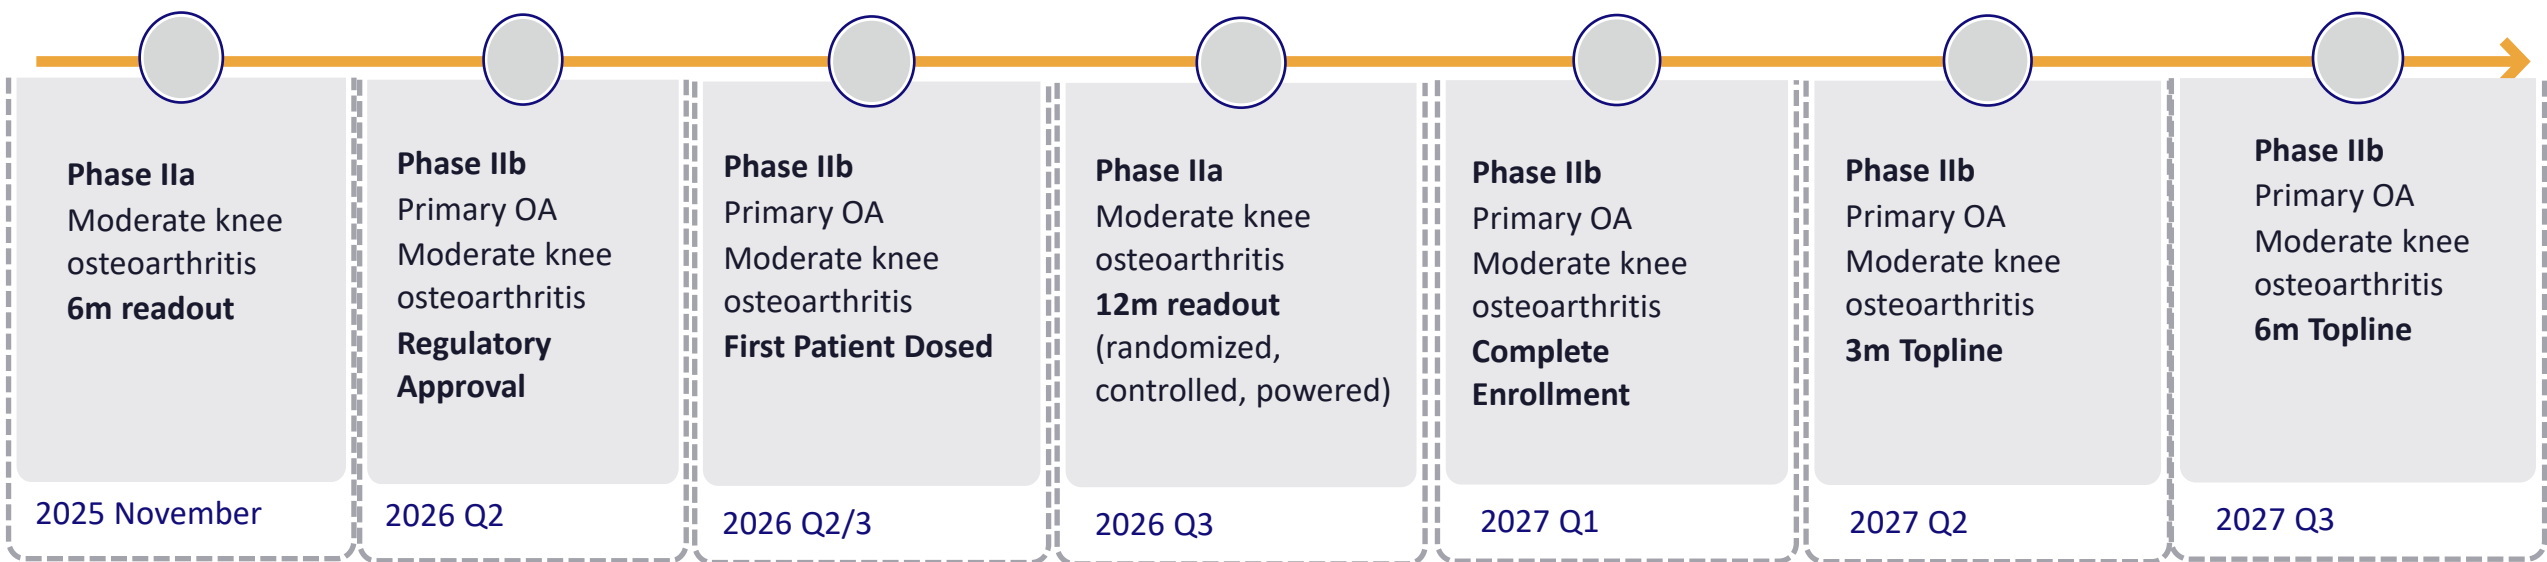 Phase IIa
Moderate knee
osteoarthritis
6m readout
2025 November
Phase IIb
Primary OA
Moderate knee
osteoarthritis
Regulatory
Approval
2026 Q2
Phase IIb
Primary OA
Moderate knee
osteoarthritis
First Patient Dosed
2026 Q2/3
Phase IIa
Moderate knee
osteoarthritis
12m readout
(randomized,
controlled, powered)
2026 Q3
Phase IIb
Primary OA
Moderate knee
osteoarthritis
Complete
Enrollment
2027 Q1
Phase IIb
Primary OA
Moderate knee
osteoarthritis
3m Topline
2027 Q2
Phase IIb
Primary OA
Moderate knee
osteoarthritis
6m Topline
2027 Q3